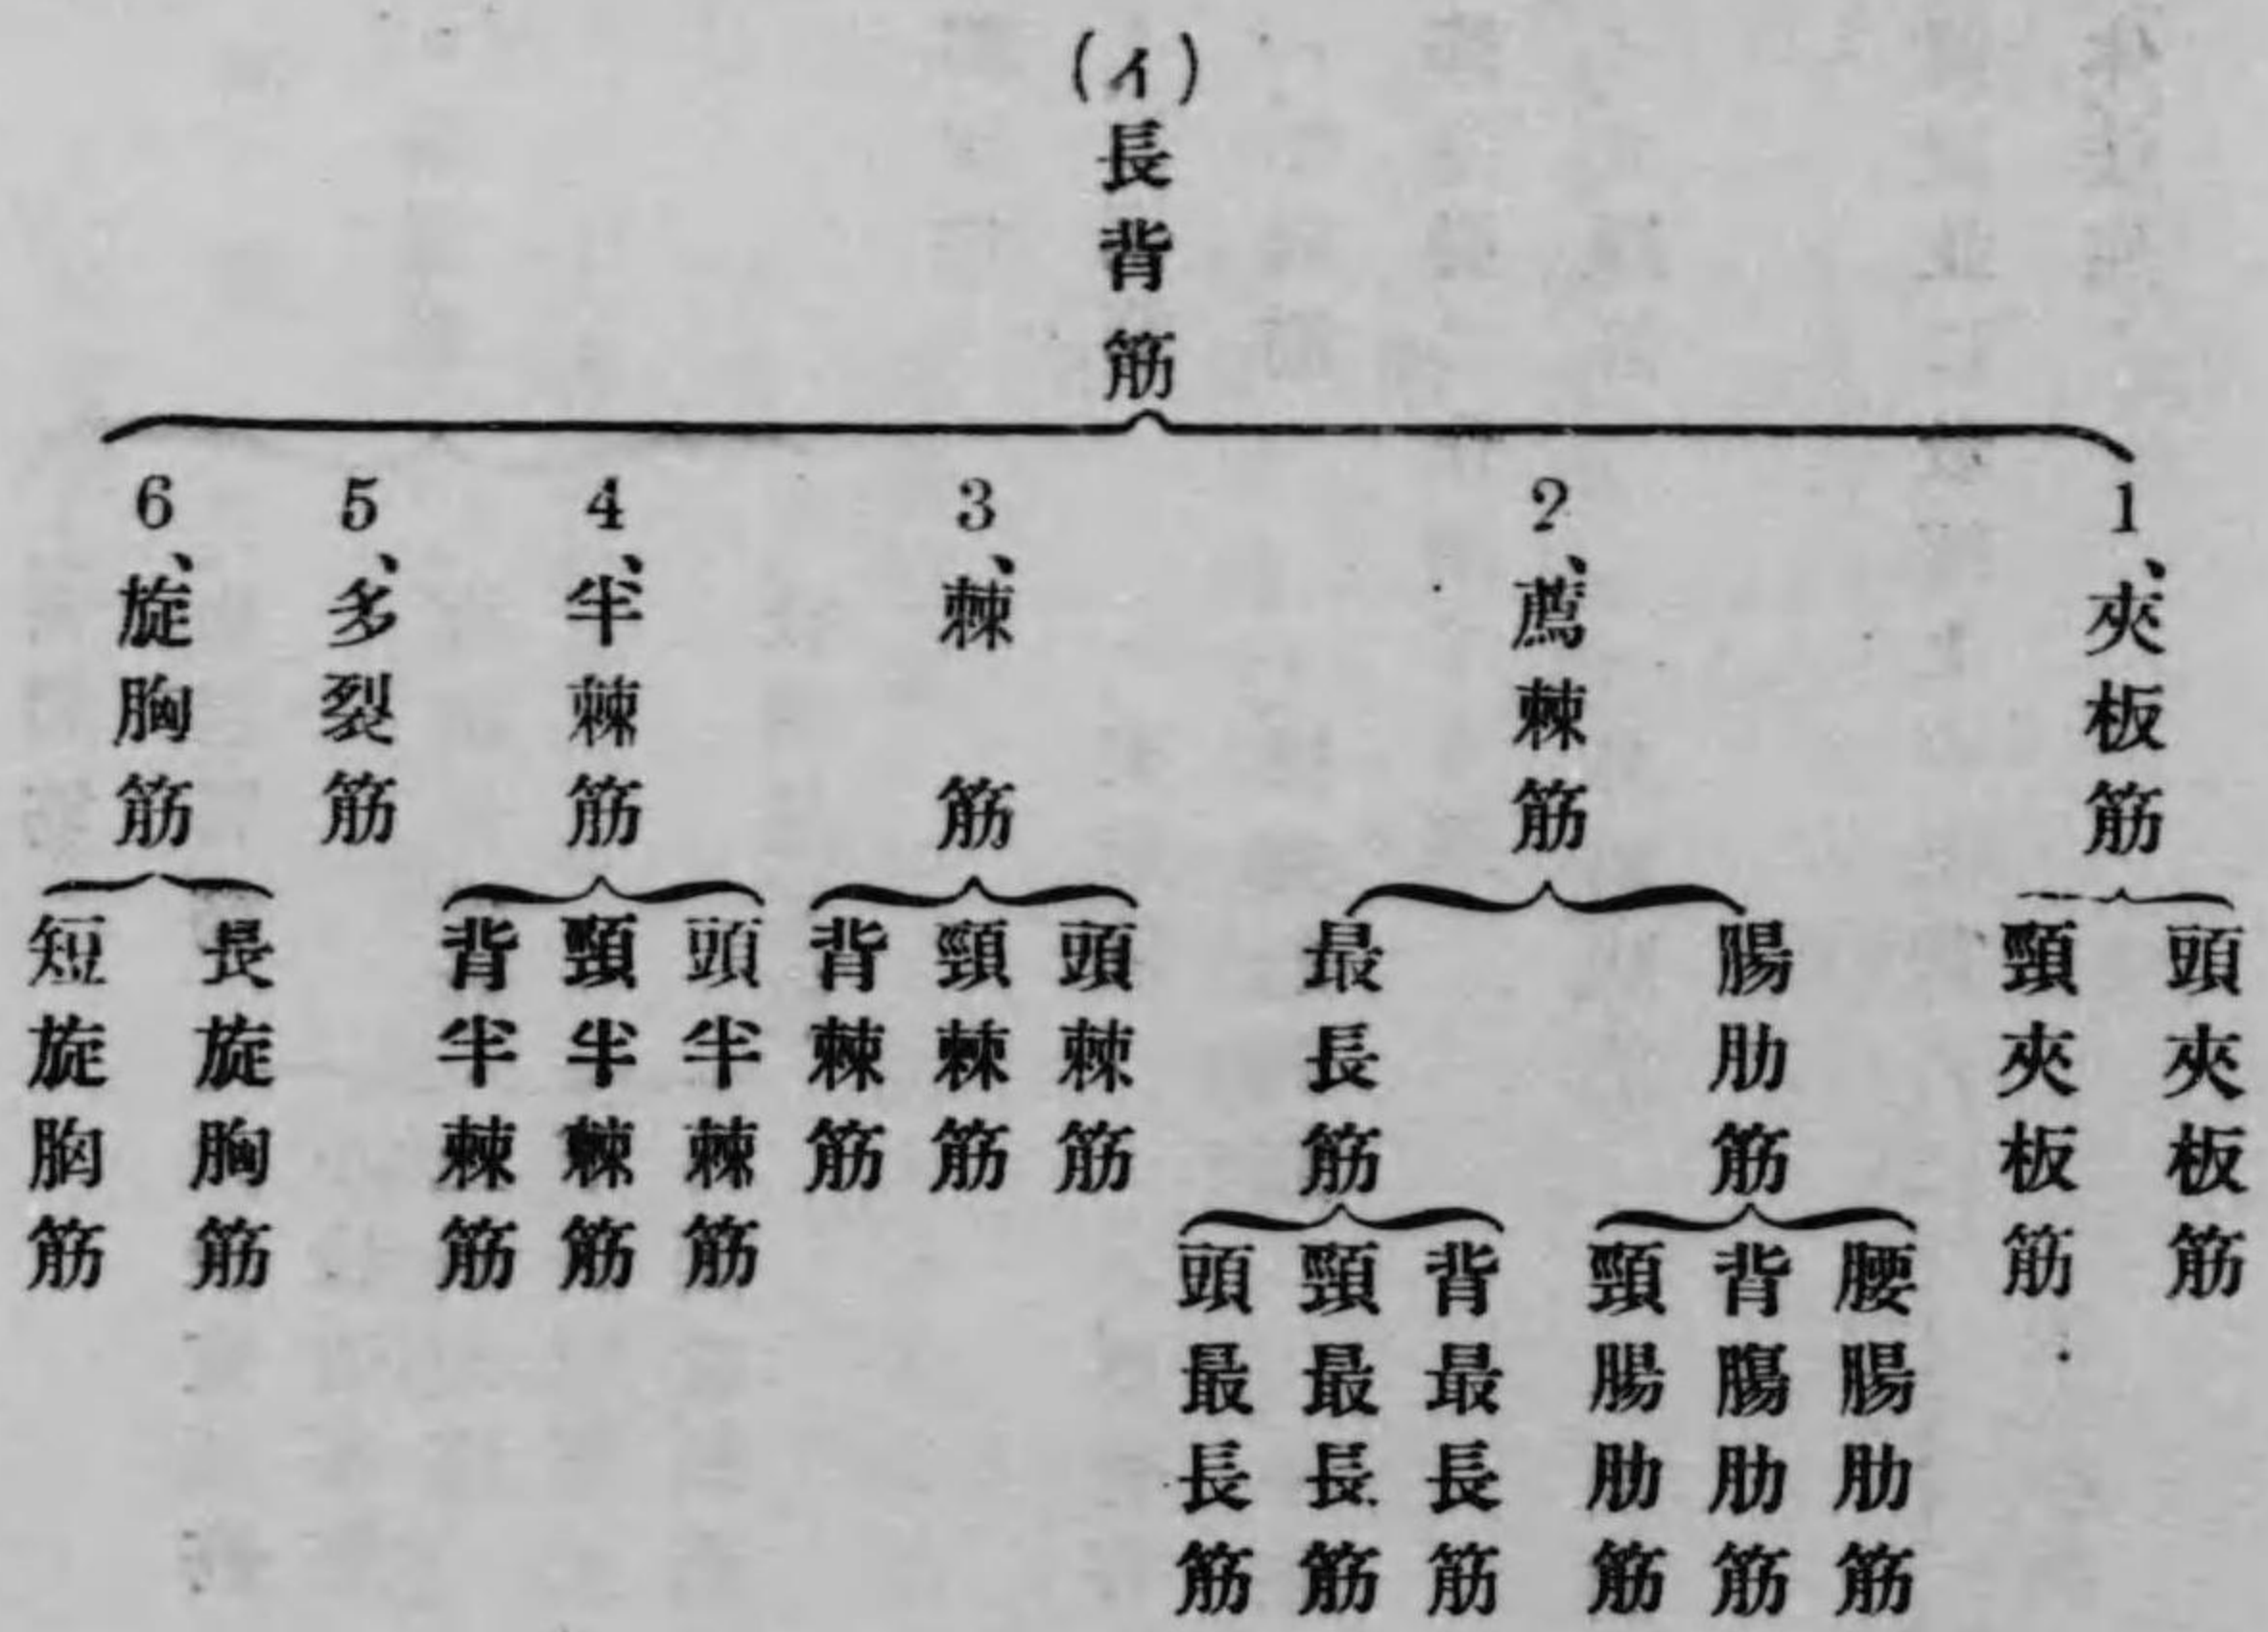 (イ)長背筋
1、夾板筋
頭夾板筋
頸夾板筋
2、薦棘筋
腸肋筋
腰腸肋筋
背腸肋筋
頸腸肋筋
最長筋
背最長筋
頸最長筋
頭最長筋
3、棘筋
頭棘筋
頸棘筋
背棘筋
4、半棘筋
頭半棘筋
頸半棘筋
背半棘筋
5、多裂筋
6、旋胸筋
長旋胸筋
短旋胸筋